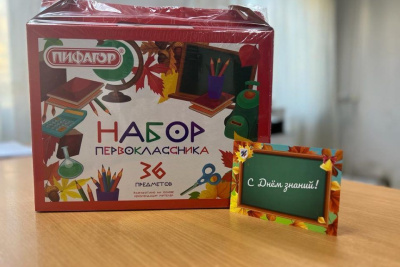 ПИФАГОР
НАБОР
ПЕРВОКЛАССНИКА
36
ПРЕДМЕТОВ
С Днём знаний!